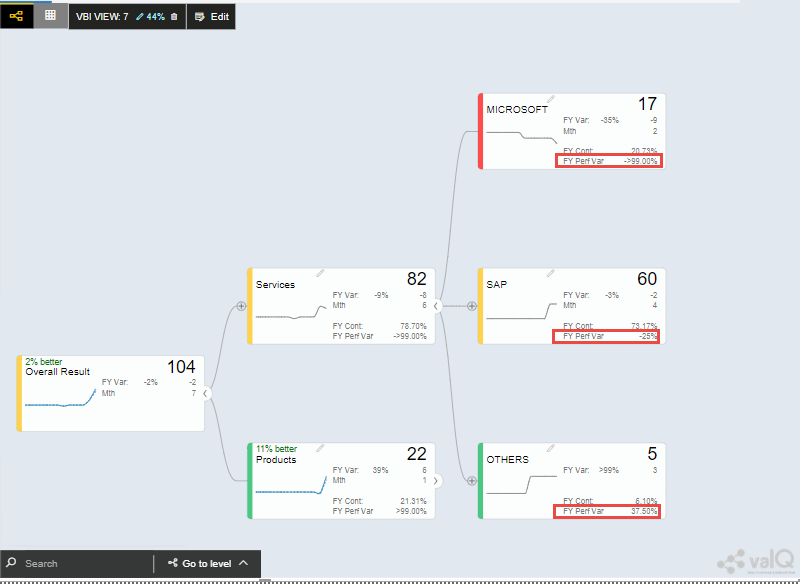 VBI VIEW: 7 44% Edit
MICROSOFT 17
FY Var: -35% -9
Mth 2
FY Cont: 20.73%
FY Perf Var ->99.00%
Services 82
FY Var: -9% -8
Mth 6
FY Cont: 78.70%
FY Perf Var ->99.00%
SAP 60
FY Var: -3% -2
Mth 4
FY Cont: 73.17%
FY Perf Var -25%
2% better
Overall Result 104
FY Var: -2% -2
Mth 7
11% better
Products 22
FY Var: 39% 6
Mth 1
FY Cont: 21.31%
FY Perf Var >99.00%
OTHERS 5
FY Var: >99% 3
FY Cont: 6.10%
FY Perf Var 37.50%
Search Go to level
valQ